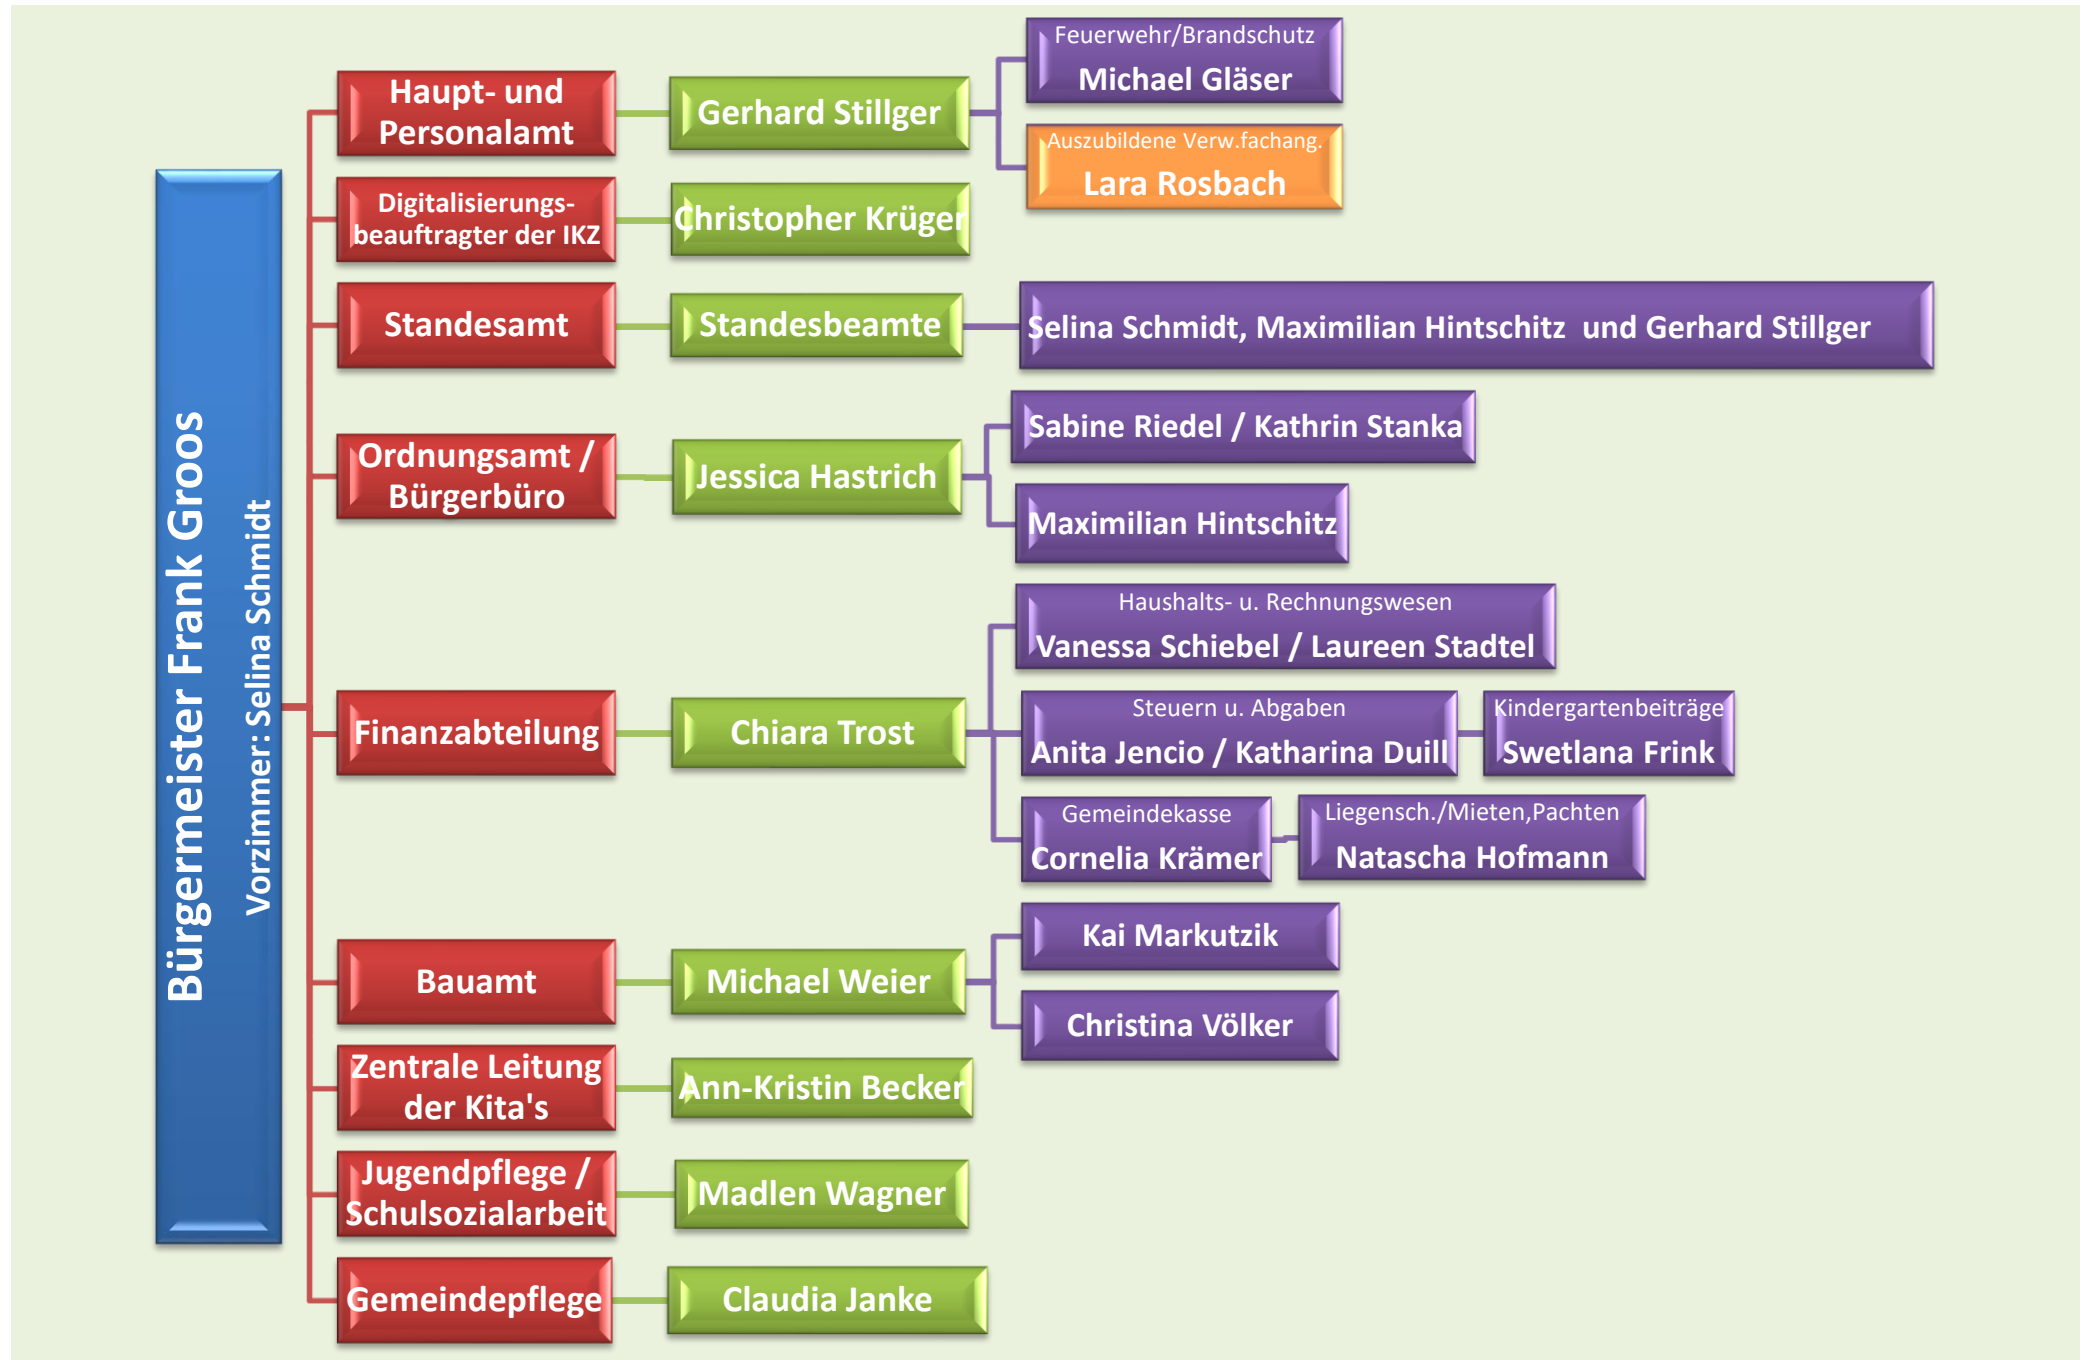 Bürgermeister Frank Groos
Vorzimmer: Selina Schmidt
Haupt- und
Personalamt
Gerhard Stillger
Feuerwehr/Brandschutz
Michael Gläser
Auszubildene Verw.fachang.
Lara Rosbach
Digitalisierungs-
beauftragter der IKZ
Christopher Krüger
Standesamt
Standesbeamte
Selina Schmidt, Maximilian Hintschitz  und Gerhard Stillger
Ordnungsamt /
Bürgerbüro
Jessica Hastrich
Sabine Riedel / Kathrin Stanka
Maximilian Hintschitz
Finanzabteilung
Chiara Trost
Haushalts- u. Rechnungswesen
Vanessa Schiebel / Laureen Stadtel
Steuern u. Abgaben
Anita Jencio / Katharina Duill
Kindergartenbeiträge
Swetlana Frink
Gemeindekasse
Cornelia Krämer
Liegensch./Mieten,Pachten
Natascha Hofmann
Bauamt
Michael Weier
Kai Markutzik
Christina Völker
Zentrale Leitung
der Kita's
Ann-Kristin Becker
Jugendpflege /
Schulsozialarbeit
Madlen Wagner
Gemeindepflege
Claudia Janke